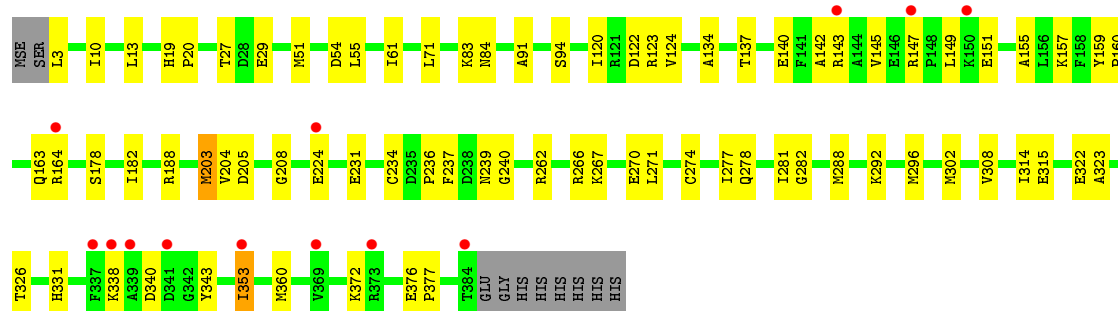 MSE SER L3 I10 L13 H19 P20 T27 D28 E29 M51 D54 L55 I61 L71 K83 N84 A91 S94 I120 R121 D122 R123 V124 A134 T137 E140 F141 A142 R143 A144 V145 E146 R147 P148 L149 K150 E151 A155 L156 K157 F158 Y159 P160
Q163 R164 S178 I182 R188 M203 V204 D205 G208 E224 E231 C234 D235 P236 F237 D238 N239 G240 R262 R266 K267 E270 L271 C274 I277 Q278 I281 G282 M288 K292 M296 M302 V308 I314 E315 E322 A323
T326 H331 F337 K338 A339 D340 D341 G342 Y343 I353 M360 V369 K372 R373 E376 P377 T384 GLU GLY HIS HIS HIS HIS HIS HIS